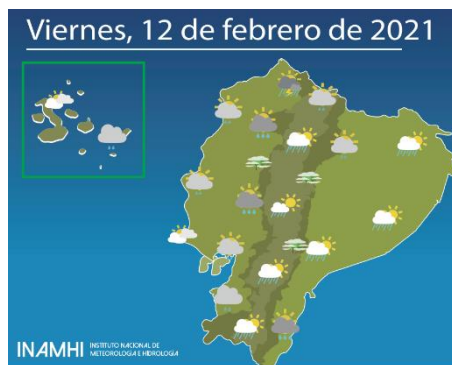 Viernes, 12 de febrero de 2021
INAMHI
INSTITUTO NACIONAL DE
METEOROLOGÍA E HIDROLOGÍA